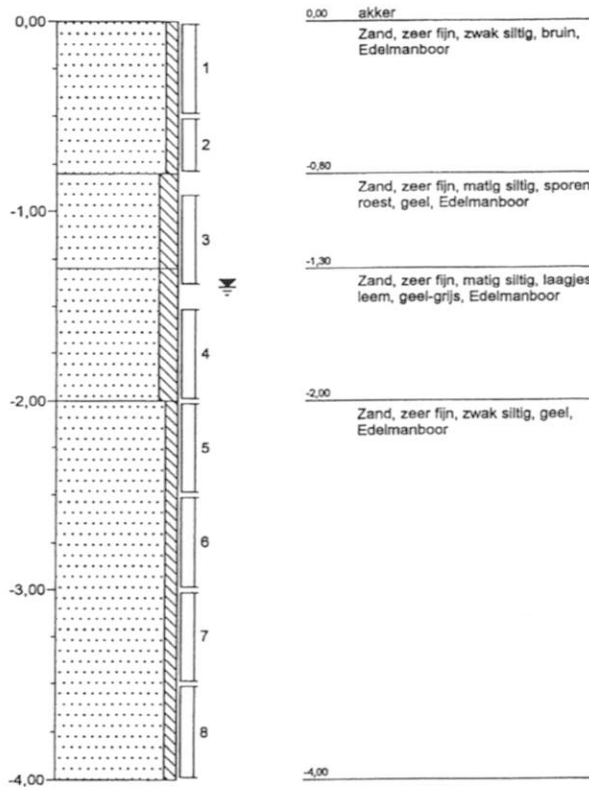 0,00
-1,00
-2,00
-3,00
-4,00
1
2
3
4
5
6
7
8
0,00 akker
Zand, zeer fijn, zwak siltig, bruin,
Edelmanboor
-0,80
Zand, zeer fijn, matig siltig, sporen
roest, geel, Edelmanboor
-1,30
Zand, zeer fijn, matig siltig, laagjes
leem, geel-grijs, Edelmanboor
-2,00
Zand, zeer fijn, zwak siltig, geel,
Edelmanboor
-4,00